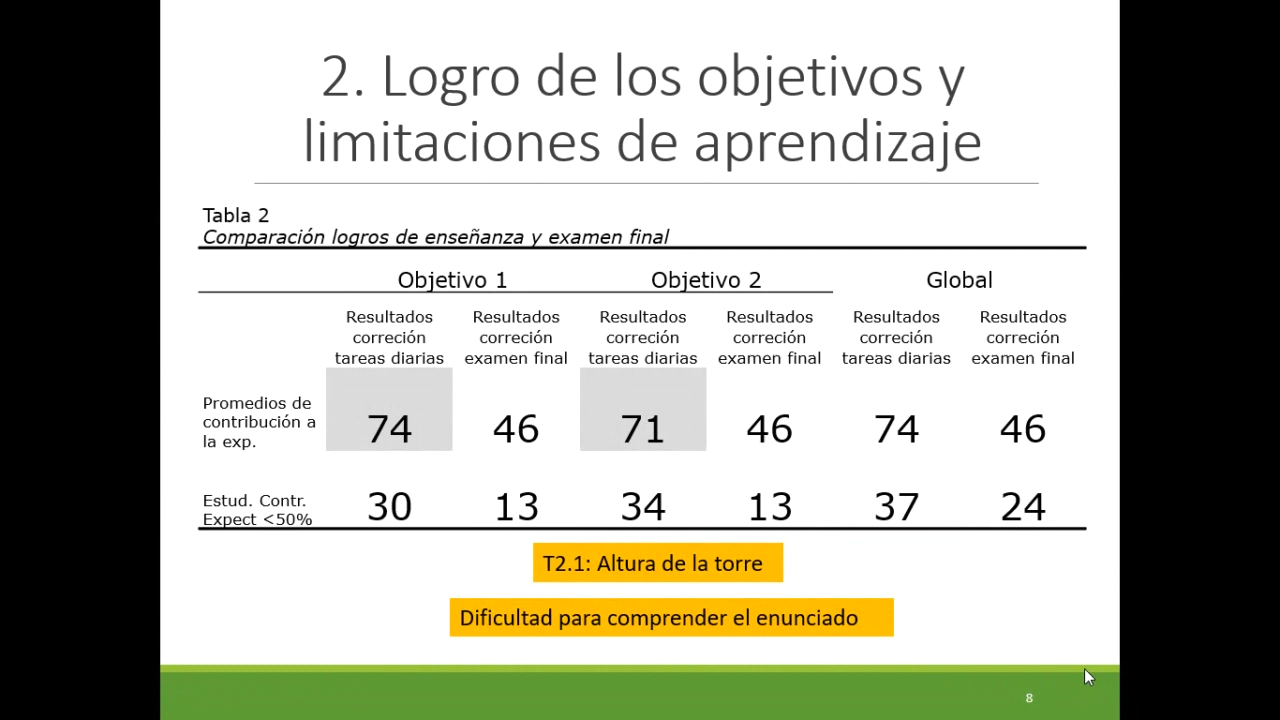 2. Logro de los objetivos y
limitaciones de aprendizaje
Tabla 2
Comparación logros de enseñanza y examen final
Objetivo 1 Objetivo 2 Global
Resultados Resultados Resultados Resultados Resultados Resultados
correción correción correción correción correción correción
tareas diarias examen final tareas diarias examen final tareas diarias examen final
Promedios de
contribución a
la exp.
74 46 71 46 74 46
Estud. Contr.
Expect <50%
30 13 34 13 37 24
T2.1: Altura de la torre
Dificultad para comprender el enunciado
8